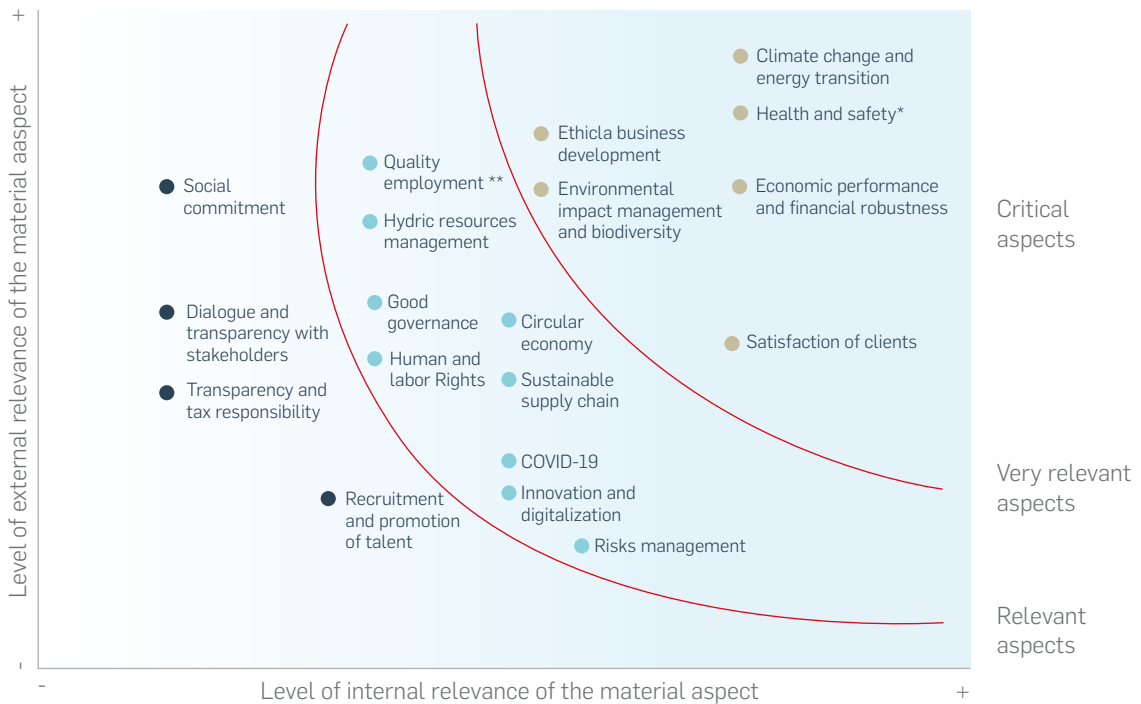 +
Level of external relevance of the material aaspect
-
-
Level of internal relevance of the material aspect
+
Climate change and
energy transition
Health and safety*
Ethicla business
development
Quality
employment **
Social
commitment
Environmental
impact management
and biodiversity
Economic performance
and financial robustness
Hydric resources
management
Critical
aspects
Good
governance
Dialogue and
transparency with
stakeholders
Circular
economy
Satisfaction of clients
Human and
labor Rights
Sustainable
supply chain
Transparency and
tax responsibility
COVID-19
Very relevant
aspects
Innovation and
digitalization
Recruitment
and promotion
of talent
Risks management
Relevant
aspects